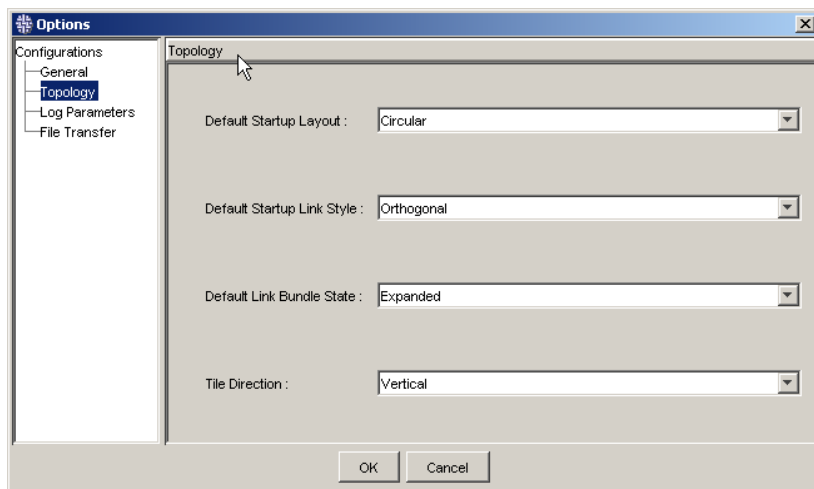 Options
Configurations
General
Topology
Log Parameters
File Transfer
Topology
Default Startup Layout : Circular
Default Startup Link Style : Orthogonal
Default Link Bundle State : Expanded
Tile Direction : Vertical
OK Cancel